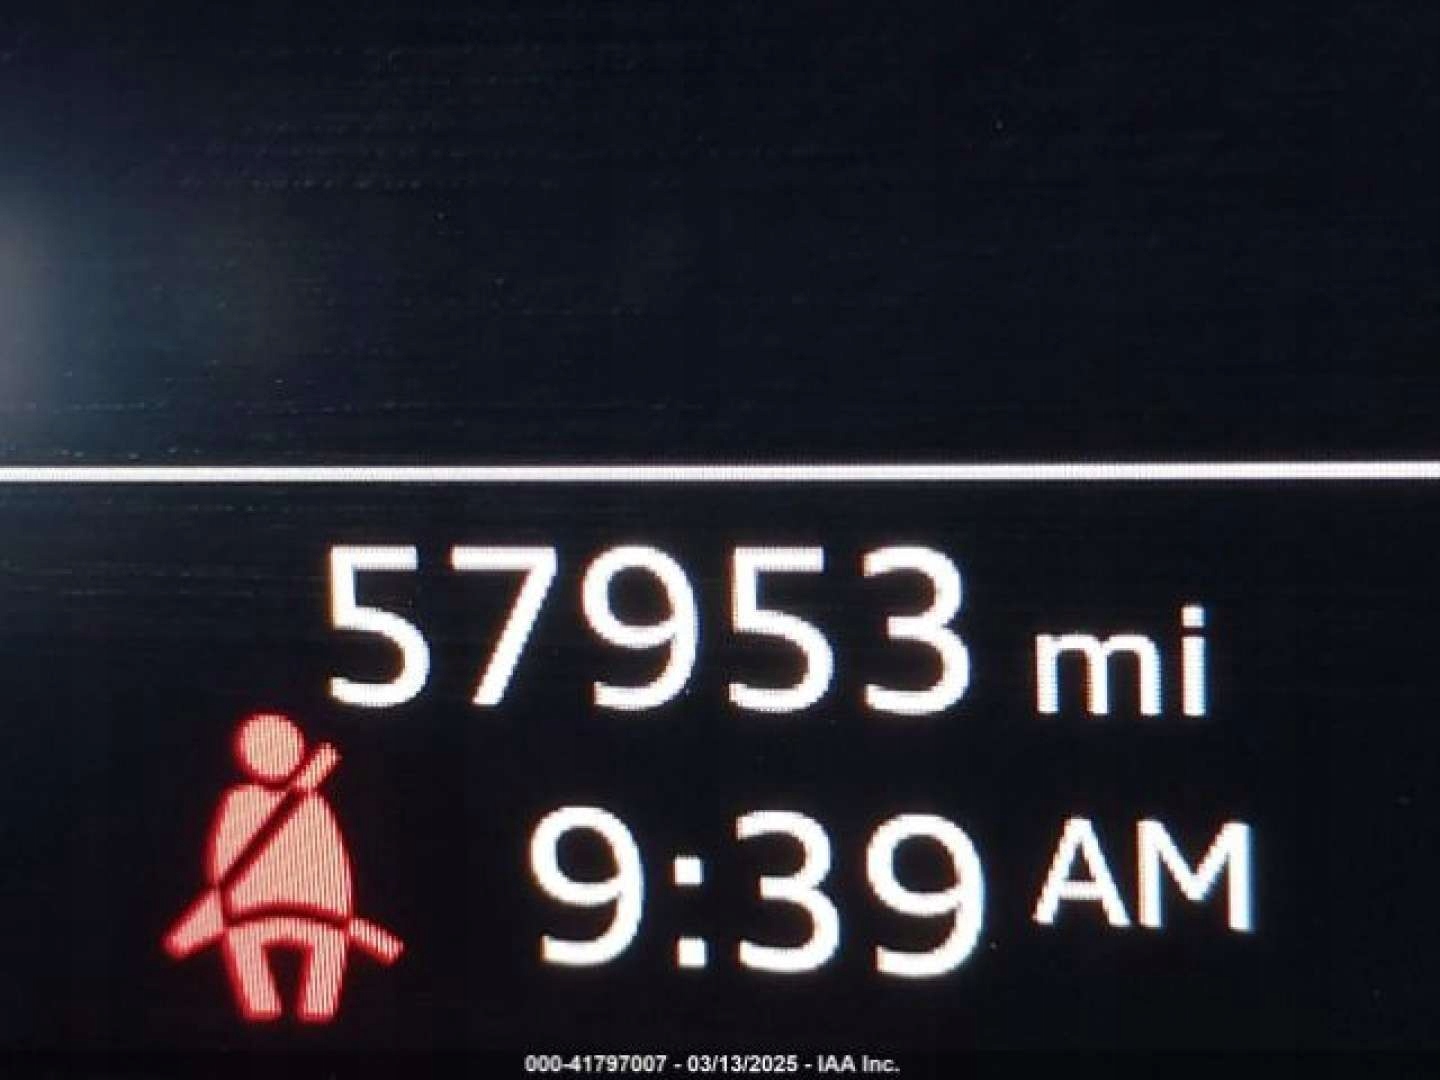 57953 mi
9:39 AM
000-41797007 - 03/13/2025 - IAA Inc.